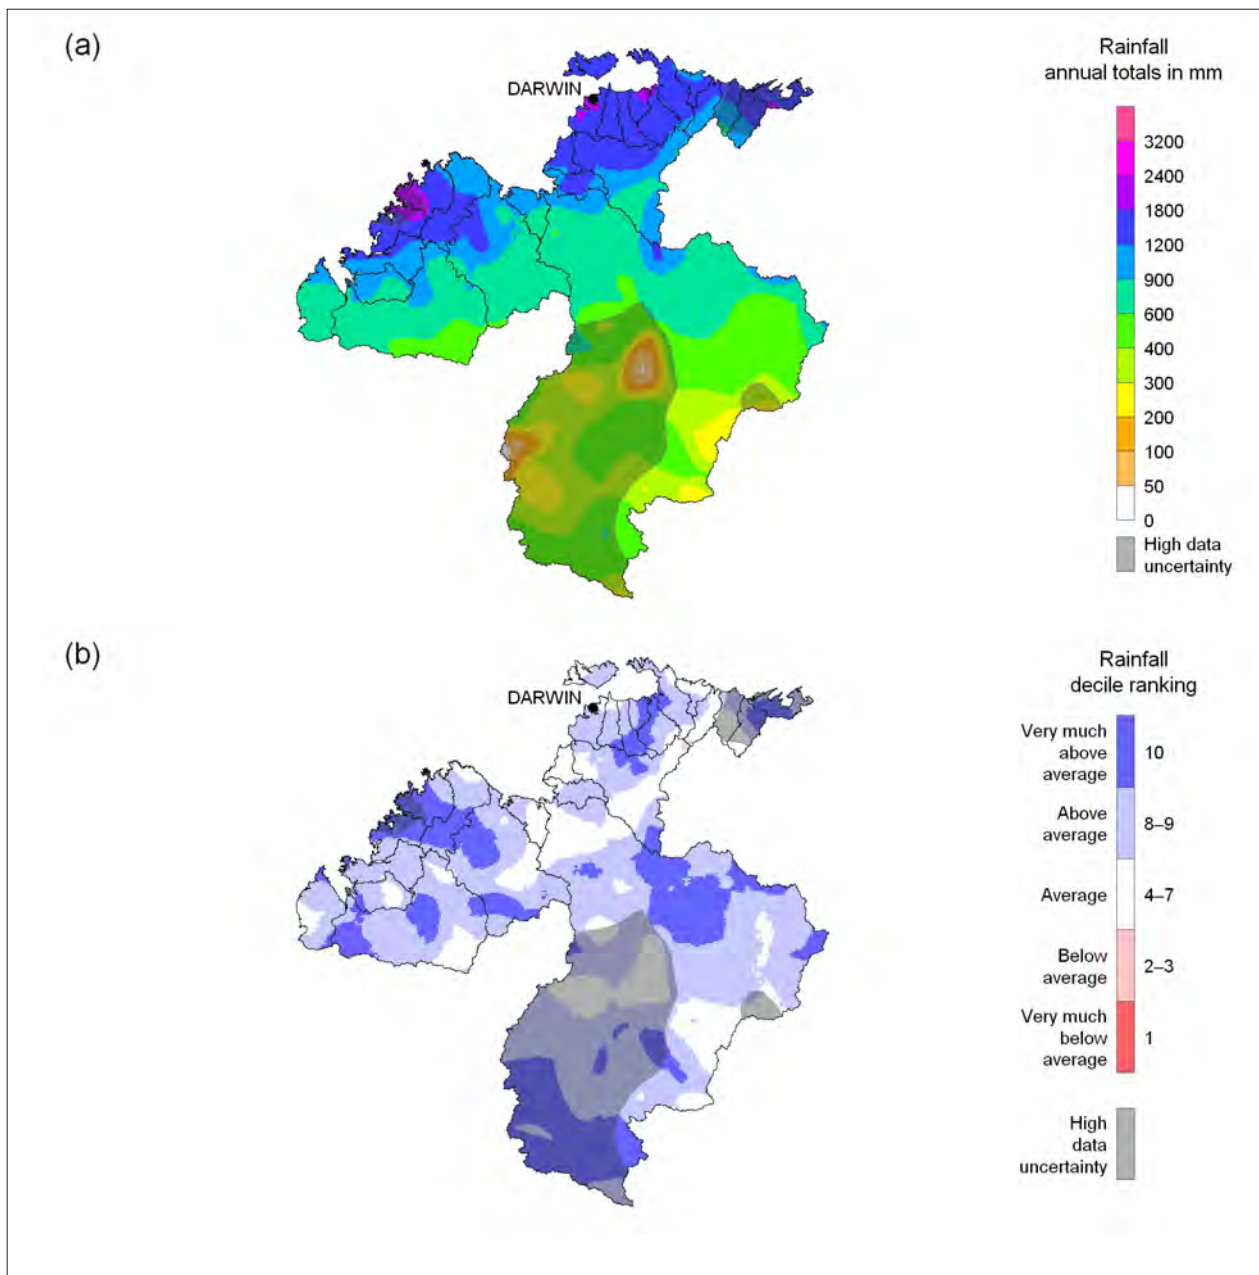 (a)
DARWIN
Rainfall
annual totals in mm
3200
2400
1800
1200
900
600
400
300
200
100
50
0
High data
uncertainty
(b)
DARWIN
Rainfall
decile ranking
Very much
above
average
10
Above
average
8–9
Average
4–7
Below
average
2–3
Very much
below
average
1
High
data
uncertainty